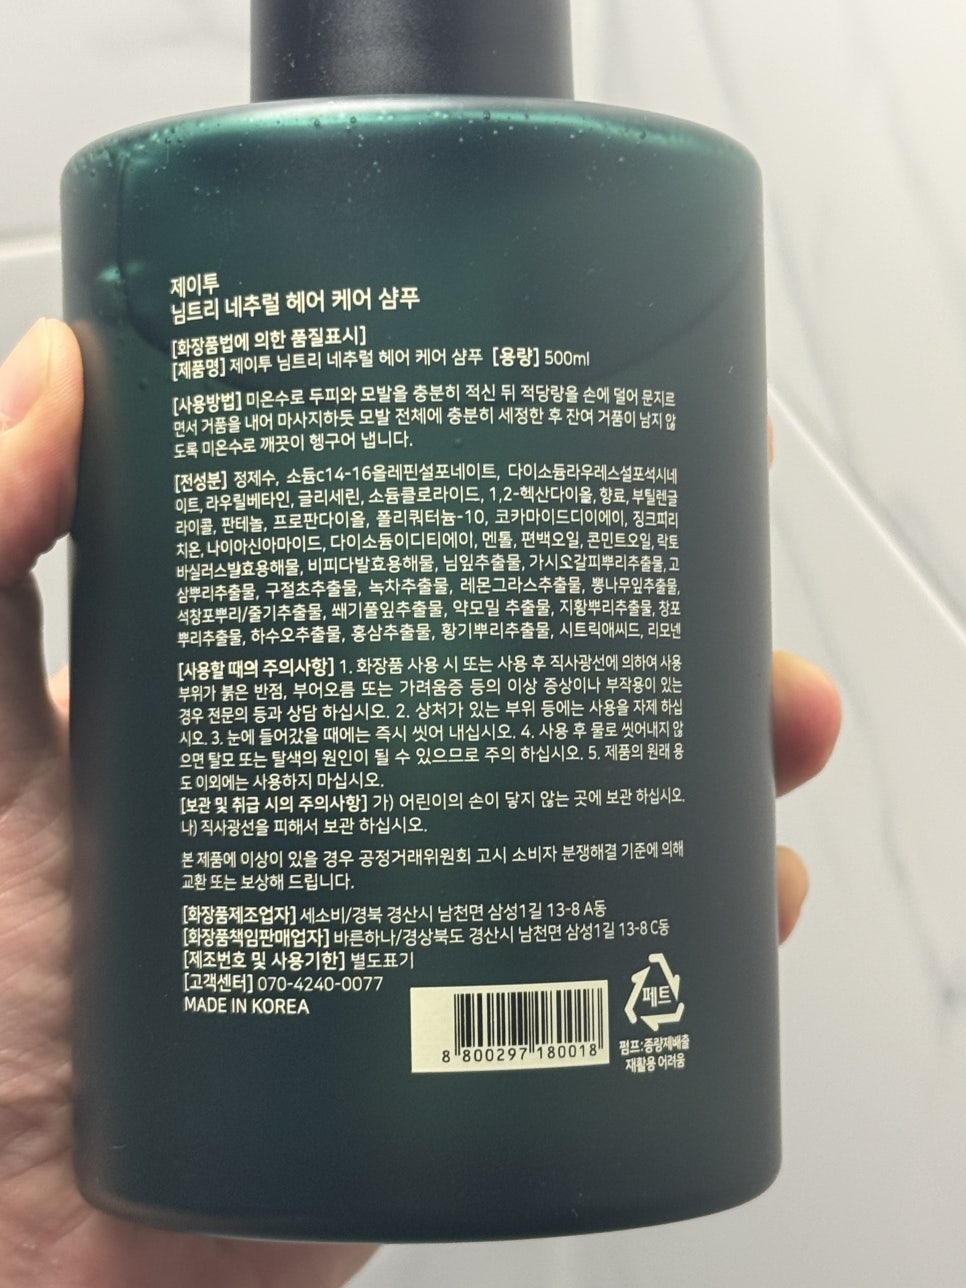 제이투
님트리 네추럴 헤어 케어 샴푸
[화장품법에 의한 품질표시]
[제품명] 제이투 님트리 네추럴 헤어 케어 샴푸 [용량] 500ml
[사용방법] 미온수로 두피와 모발을 충분히 적신 뒤 적당량을 손에 덜어 문지르
면서 거품을 내어 마사지하듯 모발 전체에 충분히 세정한 후 잔여 거품이 남지 않
도록 미온수로 깨끗이 헹구어 냅니다.
[전성분] 정제수, 소듐c14-16올레핀설포네이트, 다이소듐라우레스설포석시네
이트, 라우릴베타인, 글리세린, 소듐클로라이드, 1,2-헥산다이올, 향료, 부틸렌글
라이콜, 판테놀, 프로판다이올, 폴리쿼터늄-10, 코카마이드디이에이, 징크피리
치온, 나이아신아마이드, 다이소듐이디티에이, 멘톨, 편백오일, 콘민트오일, 락토
바실러스발효용해물, 비피다발효용해물, 님잎추출물, 가시오갈피뿌리추출물, 고
삼뿌리추출물, 구절초추출물, 녹차추출물, 레몬그라스추출물, 뽕나무잎추출물,
석창포뿌리/줄기추출물, 쐐기풀잎추출물, 약모밀 추출물, 지황뿌리추출물, 창포
뿌리추출물, 하수오추출물, 홍삼추출물, 황기뿌리추출물, 시트릭애씨드, 리모넨
[사용할 때의 주의사항] 1. 화장품 사용 시 또는 사용 후 직사광선에 의하여 사용
부위가 붉은 반점, 부어오름 또는 가려움증 등의 이상 증상이나 부작용이 있는
경우 전문의 등과 상담 하십시오. 2. 상처가 있는 부위 등에는 사용을 자제 하십
시오. 3. 눈에 들어갔을 때에는 즉시 씻어 내십시오. 4. 사용 후 물로 씻어내지 않
으면 탈모 또는 탈색의 원인이 될 수 있으므로 주의 하십시오. 5. 제품의 원래 용
도 이외에는 사용하지 마십시오.
[보관 및 취급 시의 주의사항] 가) 어린이의 손이 닿지 않는 곳에 보관 하십시오.
나) 직사광선을 피해서 보관 하십시오.
본 제품에 이상이 있을 경우 공정거래위원회 고시 소비자 분쟁해결 기준에 의해
교환 또는 보상해 드립니다.
[화장품제조업자] 세소비/경북 경산시 남천면 삼성1길 13-8 A동
[화장품책임판매업자] 바른하나/경상북도 경산시 남천면 삼성1길 13-8 C동
[제조번호 및 사용기한] 별도표기
[고객센터] 070-4240-0077
MADE IN KOREA
8 800297 180018
페트
펌프:종량제배출
재활용 어려움